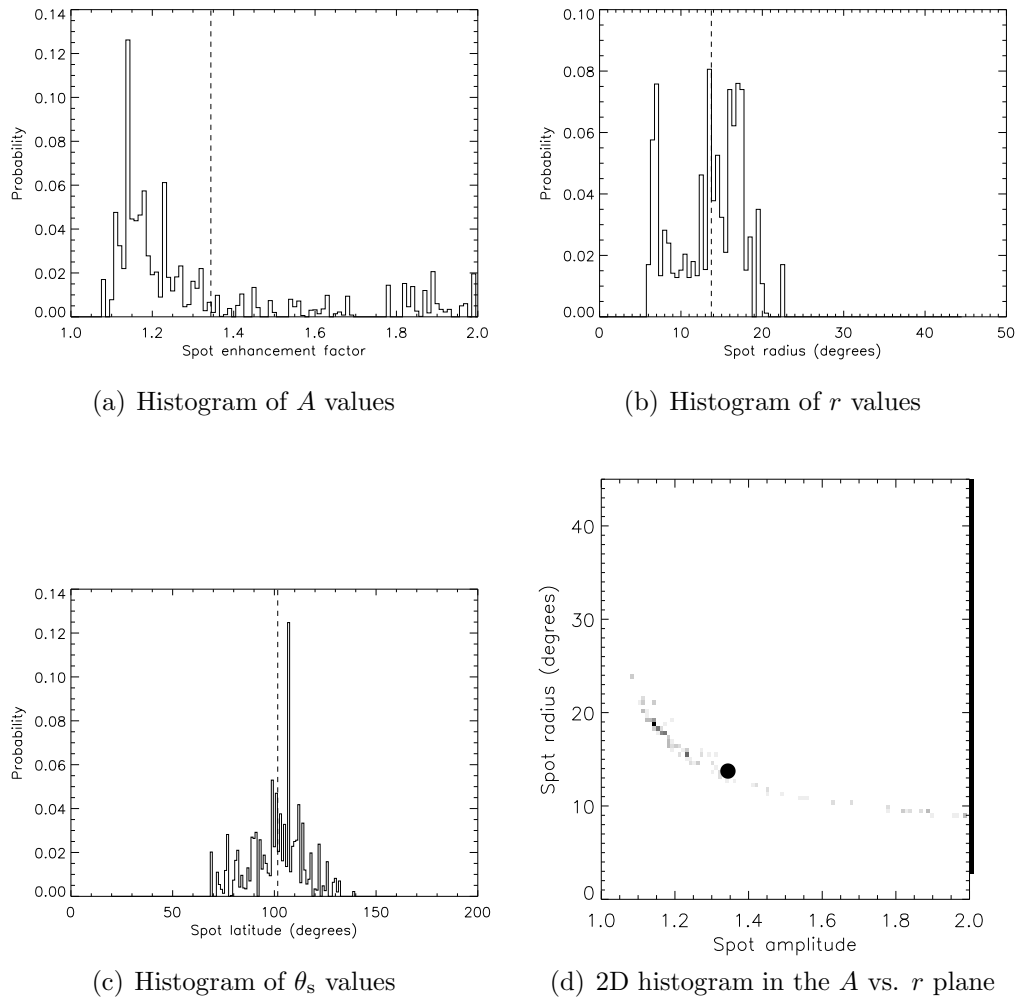 0.14
0.12
0.10
0.08
0.06
0.04
0.02
0.00
Probability
1.0 1.2 1.4 1.6 1.8 2.0
Spot enhancement factor
(a) Histogram of A values
0.10
0.08
0.06
0.04
0.02
0.00
Probability
0 10 20 30 40 50
Spot radius (degrees)
(b) Histogram of r values
0.14
0.12
0.10
0.08
0.06
0.04
0.02
0.00
Probability
0 50 100 150 200
Spot latitude (degrees)
(c) Histogram of θs values
40
30
20
10
0
Spot radius (degrees)
1.0 1.2 1.4 1.6 1.8 2.0
Spot amplitude
(d) 2D histogram in the A vs. r plane